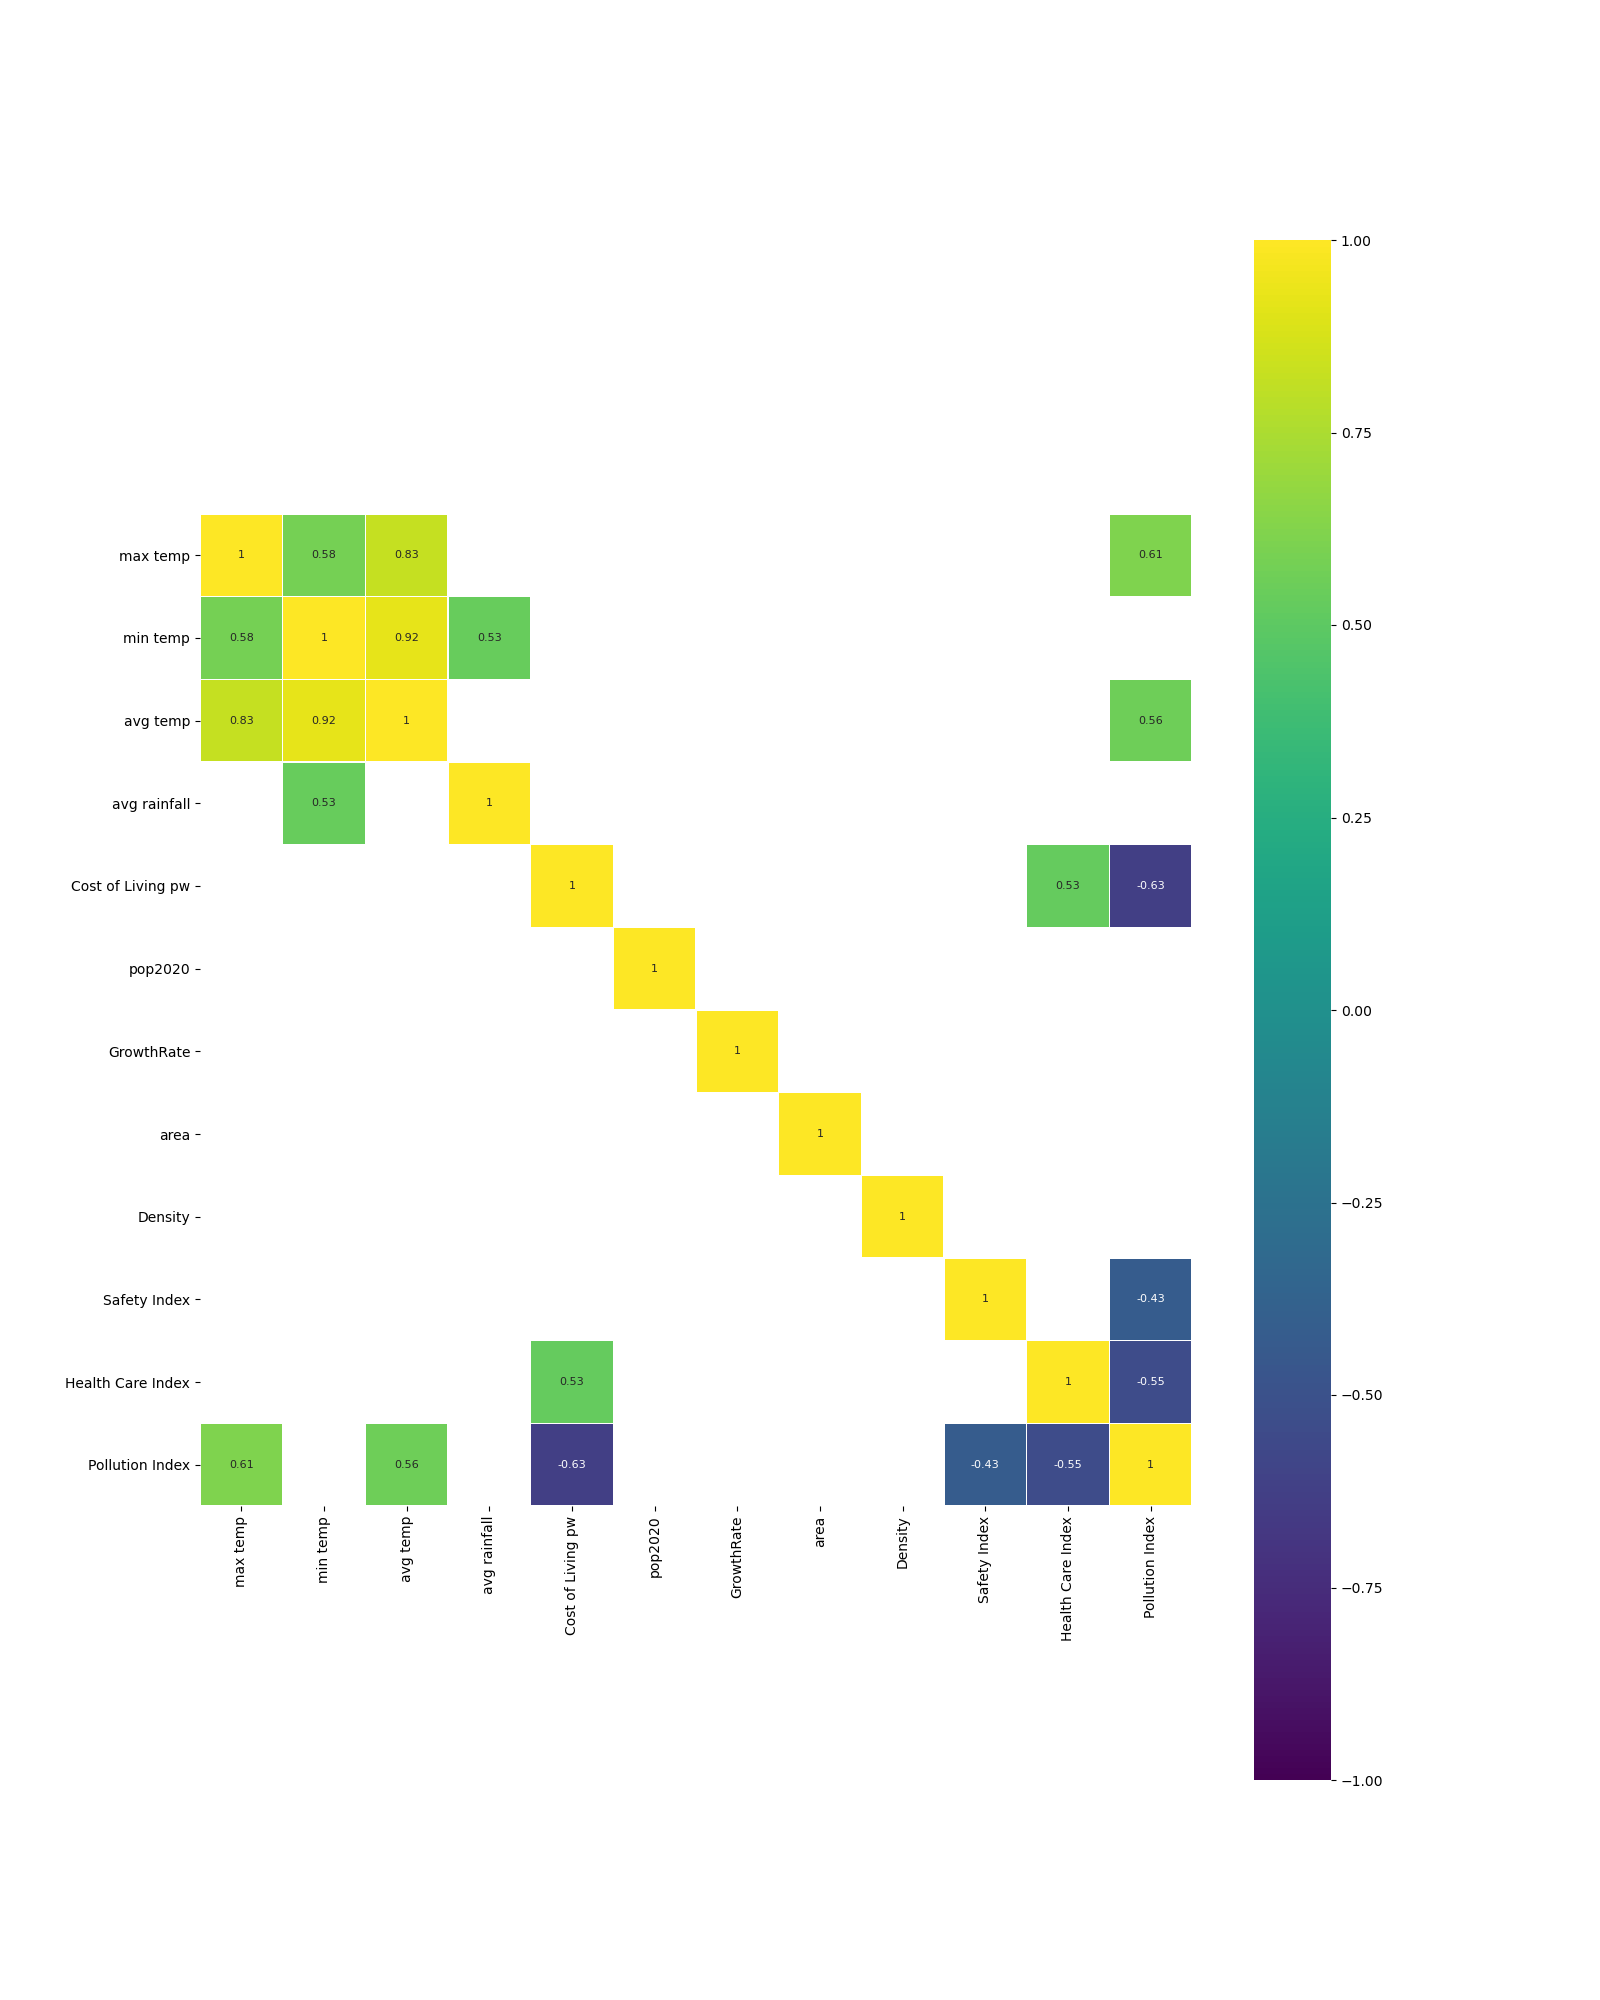 1.00
0.75
max temp 1 0.58 0.83 0.61
0.50
min temp 0.58 1 0.92 0.53
avg temp 0.83 0.92 1 0.56
avg rainfall 0.53 1
0.25
Cost of Living pw 1 0.53 -0.63
pop2020 1
0.00
GrowthRate 1
area 1
−0.25
Density 1
Safety Index 1 -0.43
Health Care Index 0.53 1 -0.55
−0.50
Pollution Index 0.61 0.56 -0.63 -0.43 -0.55 1
max temp
min temp
avg temp
avg rainfall
Cost of Living pw
pop2020
GrowthRate
area
Density
Safety Index
Health Care Index
Pollution Index
−0.75
−1.00